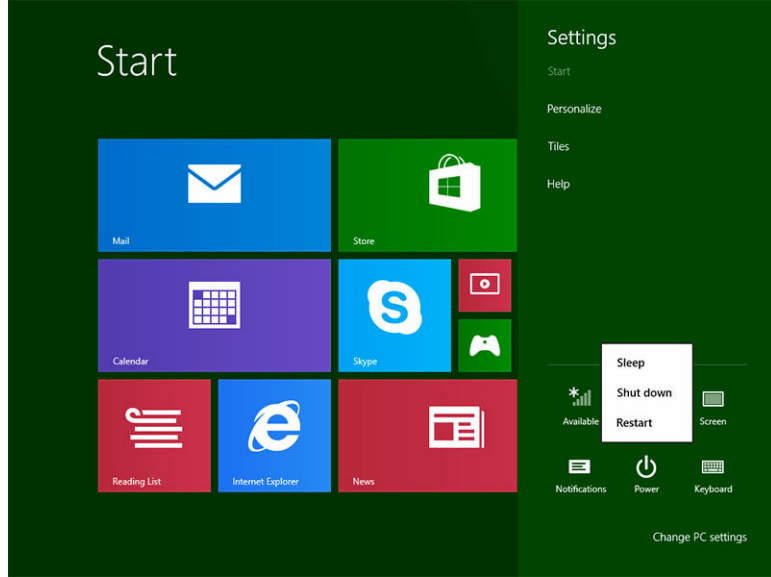 Start
Mail
Store
Calendar
Skype
Reading List
Internet Explorer
News
Settings
Start
Personalize
Tiles
Help
Sleep
Shut down
Restart
Available
Screen
Notifications
Power
Keyboard
Change PC settings